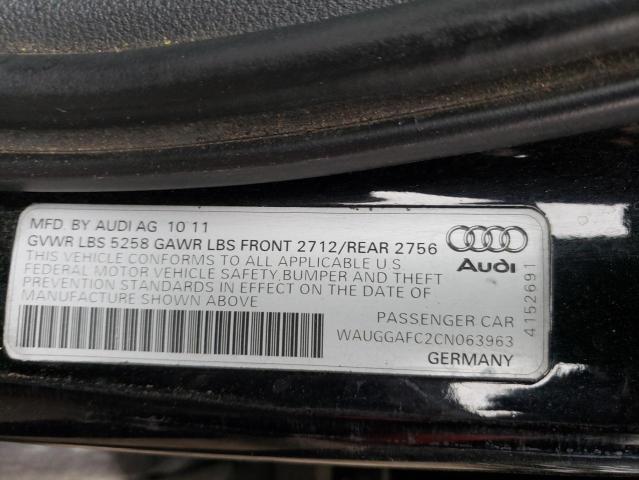 MFD. BY AUDI AG 10 11
GVWR LBS 5258 GAWR LBS FRONT 2712/REAR 2756
THIS VEHICLE CONFORMS TO ALL APPLICABLE U S
FEDERAL MOTOR VEHICLE SAFETY, BUMPER AND THEFT
PREVENTION STANDARDS IN EFFECT ON THE DATE OF
MANUFACTURE SHOWN ABOVE
Audi
4152691
PASSENGER CAR
WAUGGAFC2CN063963
GERMANY